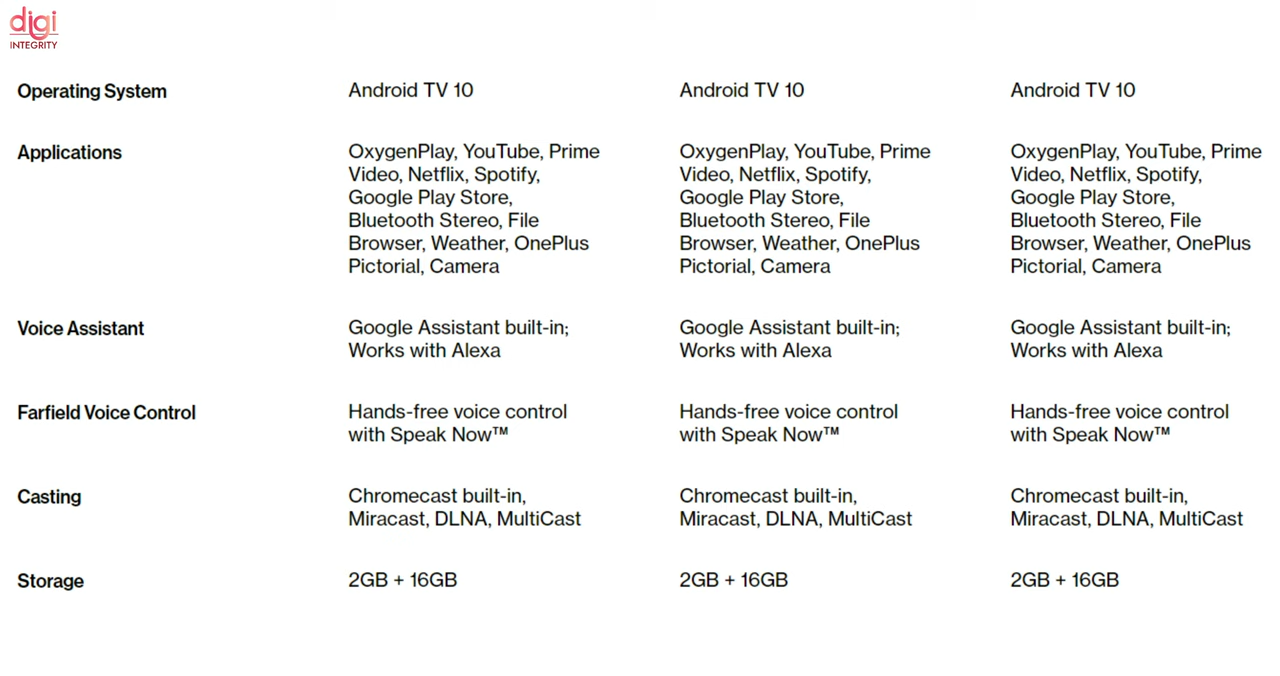 digi
INTEGRITY
Operating System
Android TV 10
Android TV 10
Android TV 10
Applications
OxygenPlay, YouTube, Prime
Video, Netflix, Spotify,
Google Play Store,
Bluetooth Stereo, File
Browser, Weather, OnePlus
Pictorial, Camera
OxygenPlay, YouTube, Prime
Video, Netflix, Spotify,
Google Play Store,
Bluetooth Stereo, File
Browser, Weather, OnePlus
Pictorial, Camera
OxygenPlay, YouTube, Prime
Video, Netflix, Spotify,
Google Play Store,
Bluetooth Stereo, File
Browser, Weather, OnePlus
Pictorial, Camera
Voice Assistant
Google Assistant built-in;
Works with Alexa
Google Assistant built-in;
Works with Alexa
Google Assistant built-in;
Works with Alexa
Farfield Voice Control
Hands-free voice control
with Speak Now™
Hands-free voice control
with Speak Now™
Hands-free voice control
with Speak Now™
Casting
Chromecast built-in,
Miracast, DLNA, MultiCast
Chromecast built-in,
Miracast, DLNA, MultiCast
Chromecast built-in,
Miracast, DLNA, MultiCast
Storage
2GB + 16GB
2GB + 16GB
2GB + 16GB